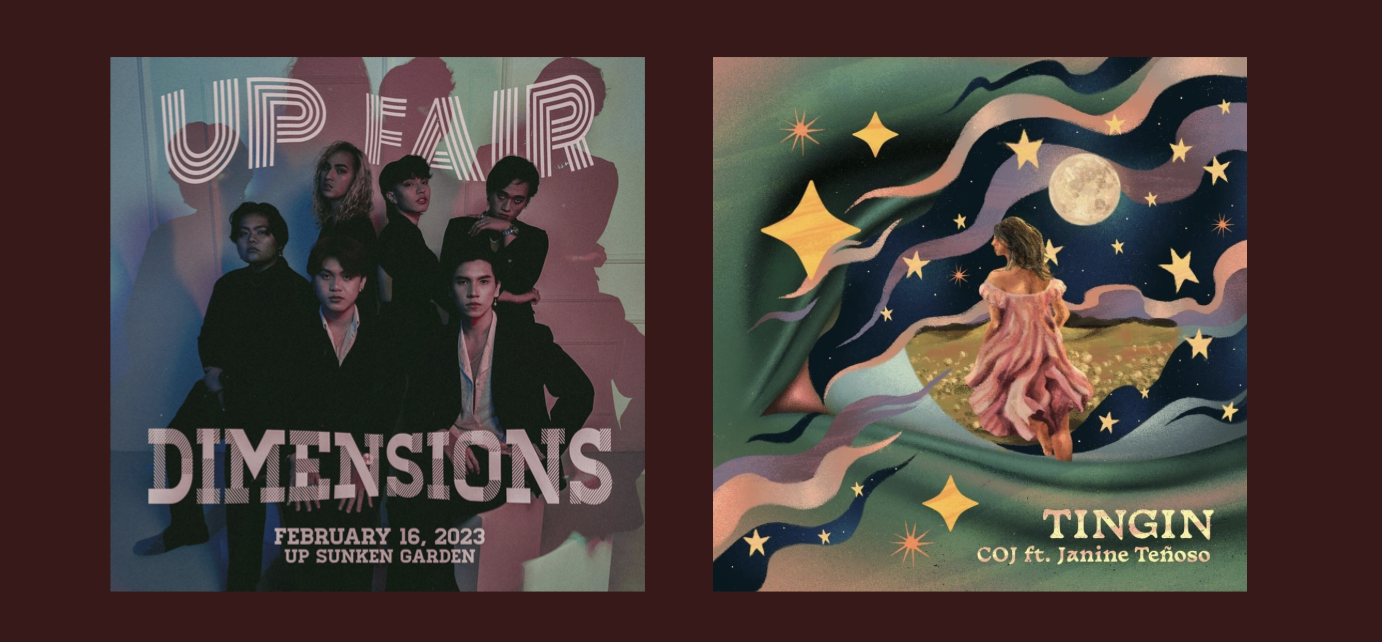 UP FAIR
DIMENSIONS
FEBRUARY 16, 2023
UP SUNKEN GARDEN
TINGIN
COJ ft. Janine Teñoso